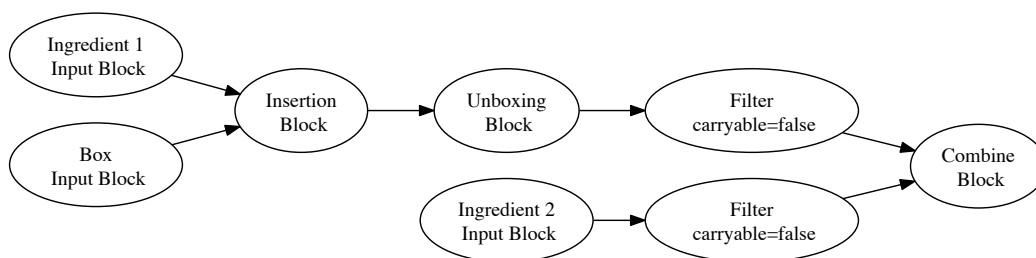 Ingredient 1
Input Block
Box
Input Block
Insertion
Block
Unboxing
Block
Filter
carryable=false
Ingredient 2
Input Block
Filter
carryable=false
Combine
Block